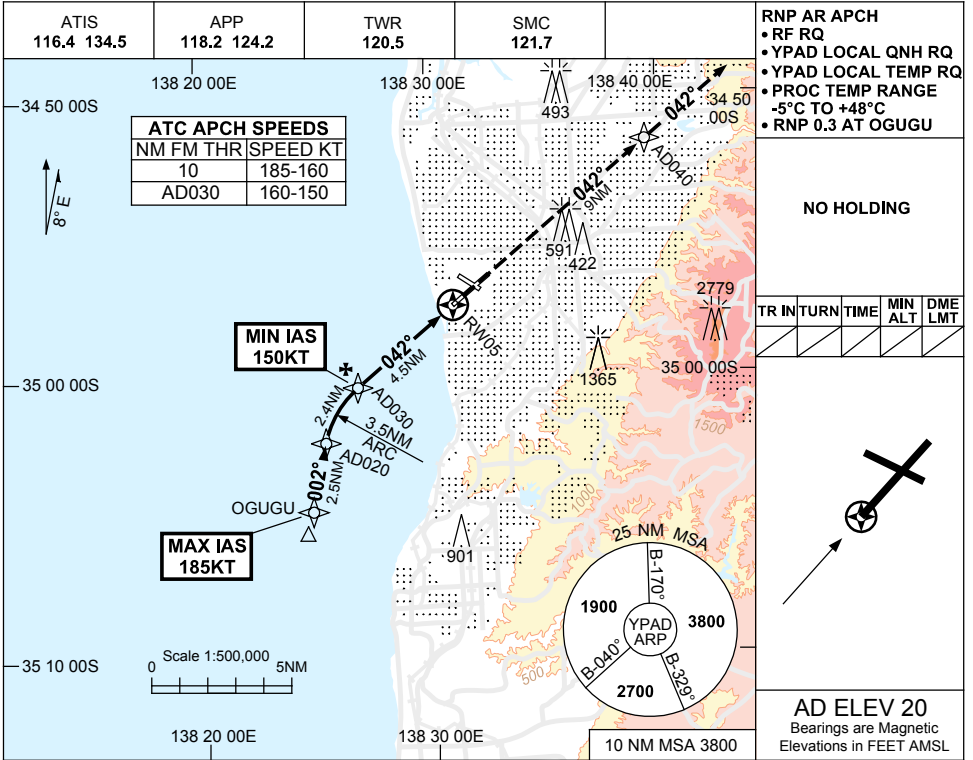 ATIS
116.4 134.5
APP
118.2 124.2
TWR
120.5
SMC
121.7
RNP AR APCH
• RF RQ
• YPAD LOCAL QNH RQ
• YPAD LOCAL TEMP RQ
• PROC TEMP RANGE
-5°C TO +48°C
• RNP 0.3 AT OGUGU
NO HOLDING
TR IN
TURN
TIME
MIN ALT
DME LMT
138 20 00E
138 30 00E
138 40 00E
34 50 00S
34 50
00S
ATC APCH SPEEDS
NM FM THR SPEED KT
10 185-160
AD030 160-150
8° E
493
042°
AD040
042°
9NM
591
422
2779
1365
RW05
MIN IAS
150KT
042°
4.5NM
35 00 00S
35 00 00S
AD030
2.4NM
3.5NM
ARC
AD020
1500
002°
2.5NM
OGUGU
1000
MAX IAS
185KT
901
25 NM MSA
B-170°
1900
3800
YPAD
ARP
B-040°
B-329°
2700
500
35 10 00S
Scale 1:500,000
0 5NM
138 20 00E
138 30 00E
10 NM MSA 3800
AD ELEV 20
Bearings are Magnetic
Elevations in FEET AMSL